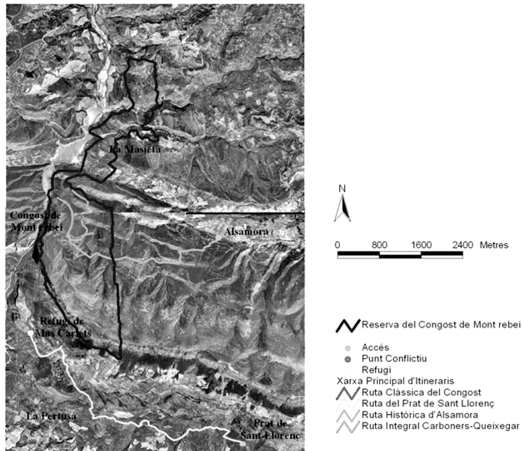 La Masieta
Congost de
Mont rebei
Alsamora
Refugi de
Mas Carlets
La Pertusa
Prat de
Sant Llorenç
N
0 800 1600 2400 Metres
Reserva del Congost de Mont rebei
Accés
Punt Conflictiu
Refugi
Xarxa Principal d'Itineraris
Ruta Clàssica del Congost
Ruta del Prat de Sant Llorenç
Ruta Històrica d'Alsamora
Ruta Integral Carboners-Queixegar